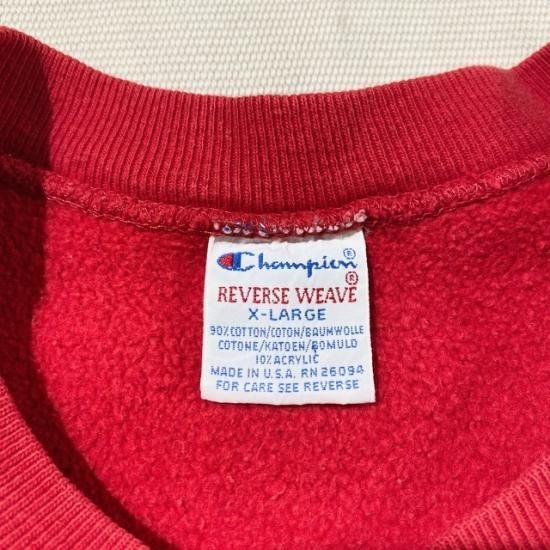 Champion®
REVERSE WEAVE®
X-LARGE
90% COTTON/COTON/BAUMWOLLE
COTONE/KATOEN/BOMULD
10% ACRYLIC
MADE IN U.S.A. RN 26094
FOR CARE SEE REVERSE